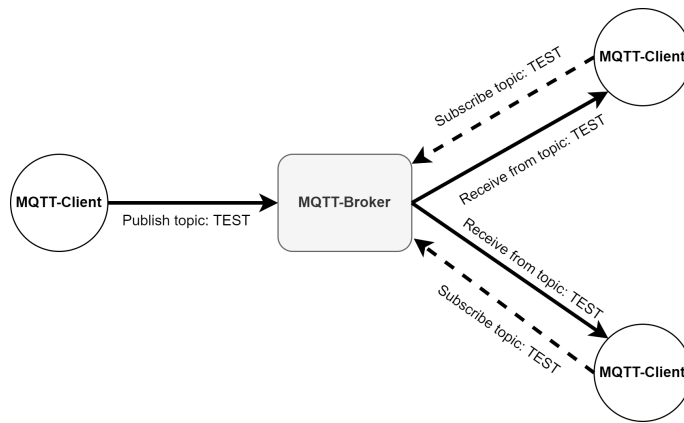 MQTT-Client
Subscribe topic: TEST
Receive from topic: TEST
MQTT-Client
Publish topic: TEST
MQTT-Broker
Receive from topic: TEST
Subscribe topic: TEST
MQTT-Client